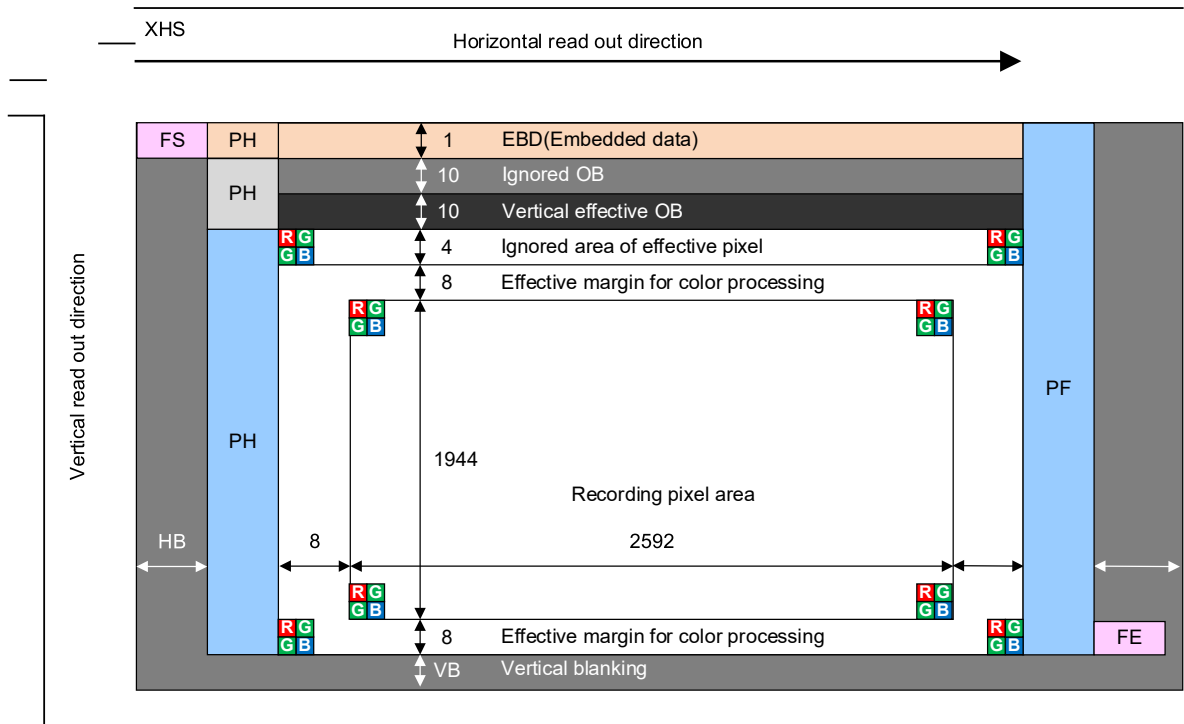 XHS
Horizontal read out direction
FS PH 1 EBD(Embedded data)
PH 10 Ignored OB
10 Vertical effective OB
R G R G
G B 4 Ignored area of effective pixel G B
8 Effective margin for color processing
R G R G
G B G B
Vertical read out direction
PF
PH
1944
Recording pixel area
HB 8 2592
R G R G
G B G B
R G R G
G B 8 Effective margin for color processing G B
FE
VB Vertical blanking